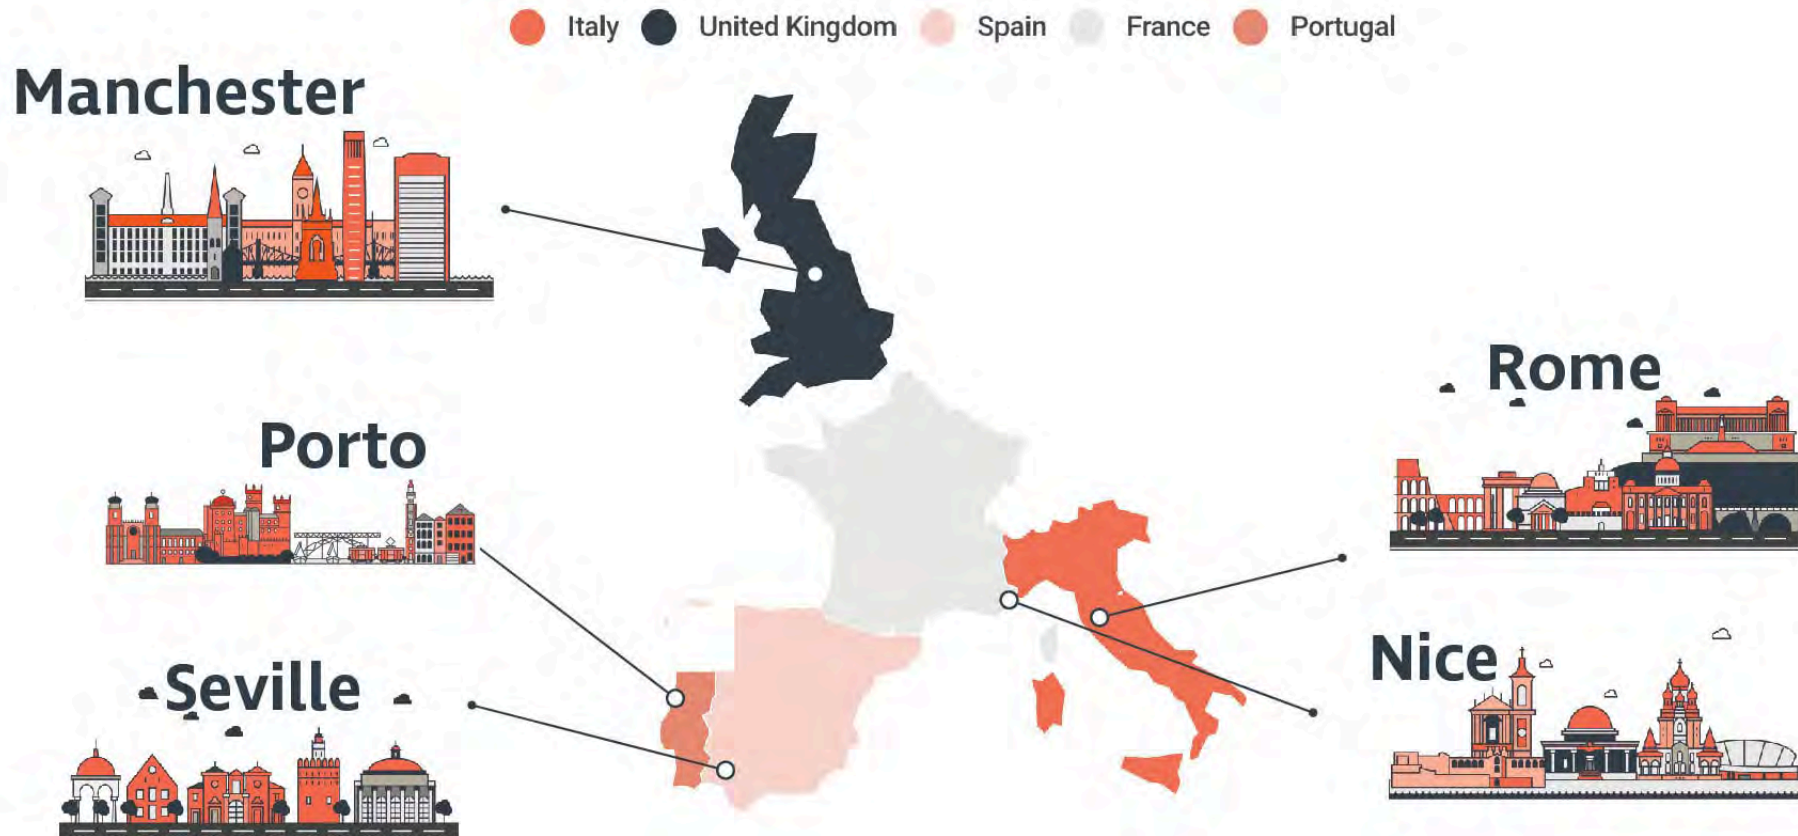 Italy United Kingdom Spain France Portugal
Manchester
Rome
Porto
Nice
Seville